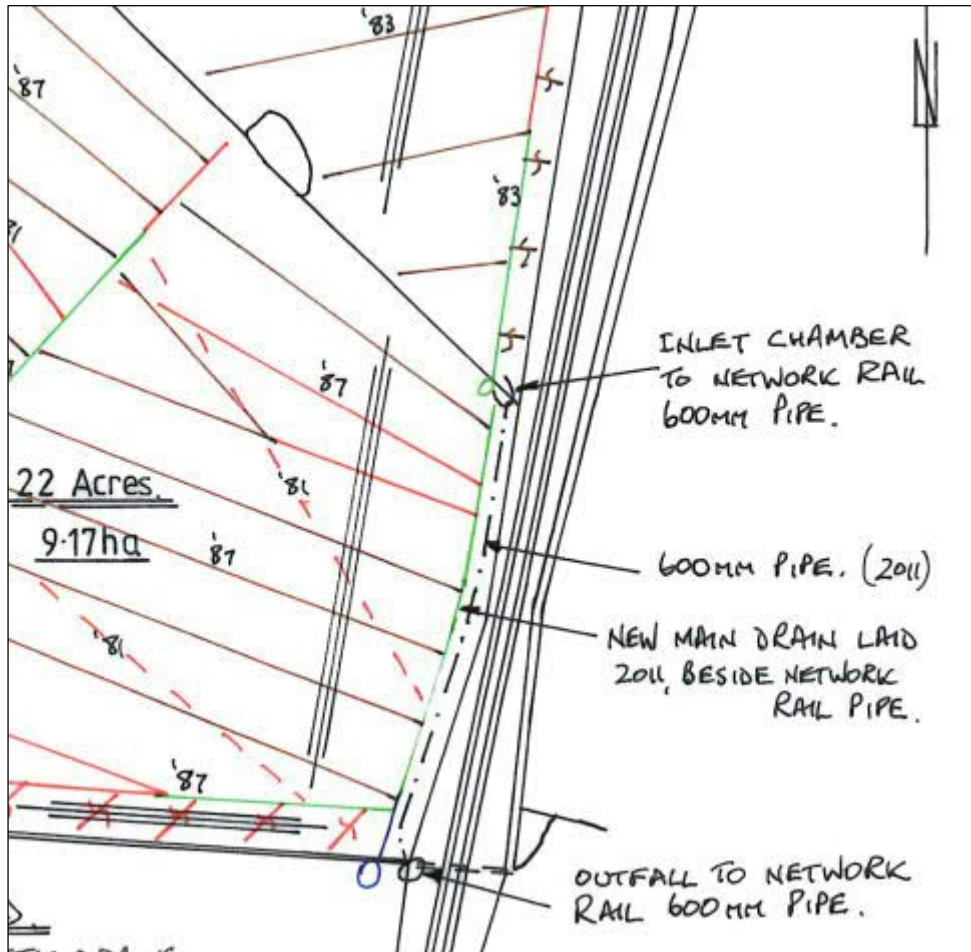 '83
'87
'83
INLET CHAMBER
TO NETWORK RAIL
600MM PIPE.
'87
'81
22 Acres.
9·17ha
'87
600MM PIPE. (2011)
'81
NEW MAIN DRAIN LAID
2011, BESIDE NETWORK
RAIL PIPE.
'87
OUTFALL TO NETWORK
RAIL 600MM PIPE.